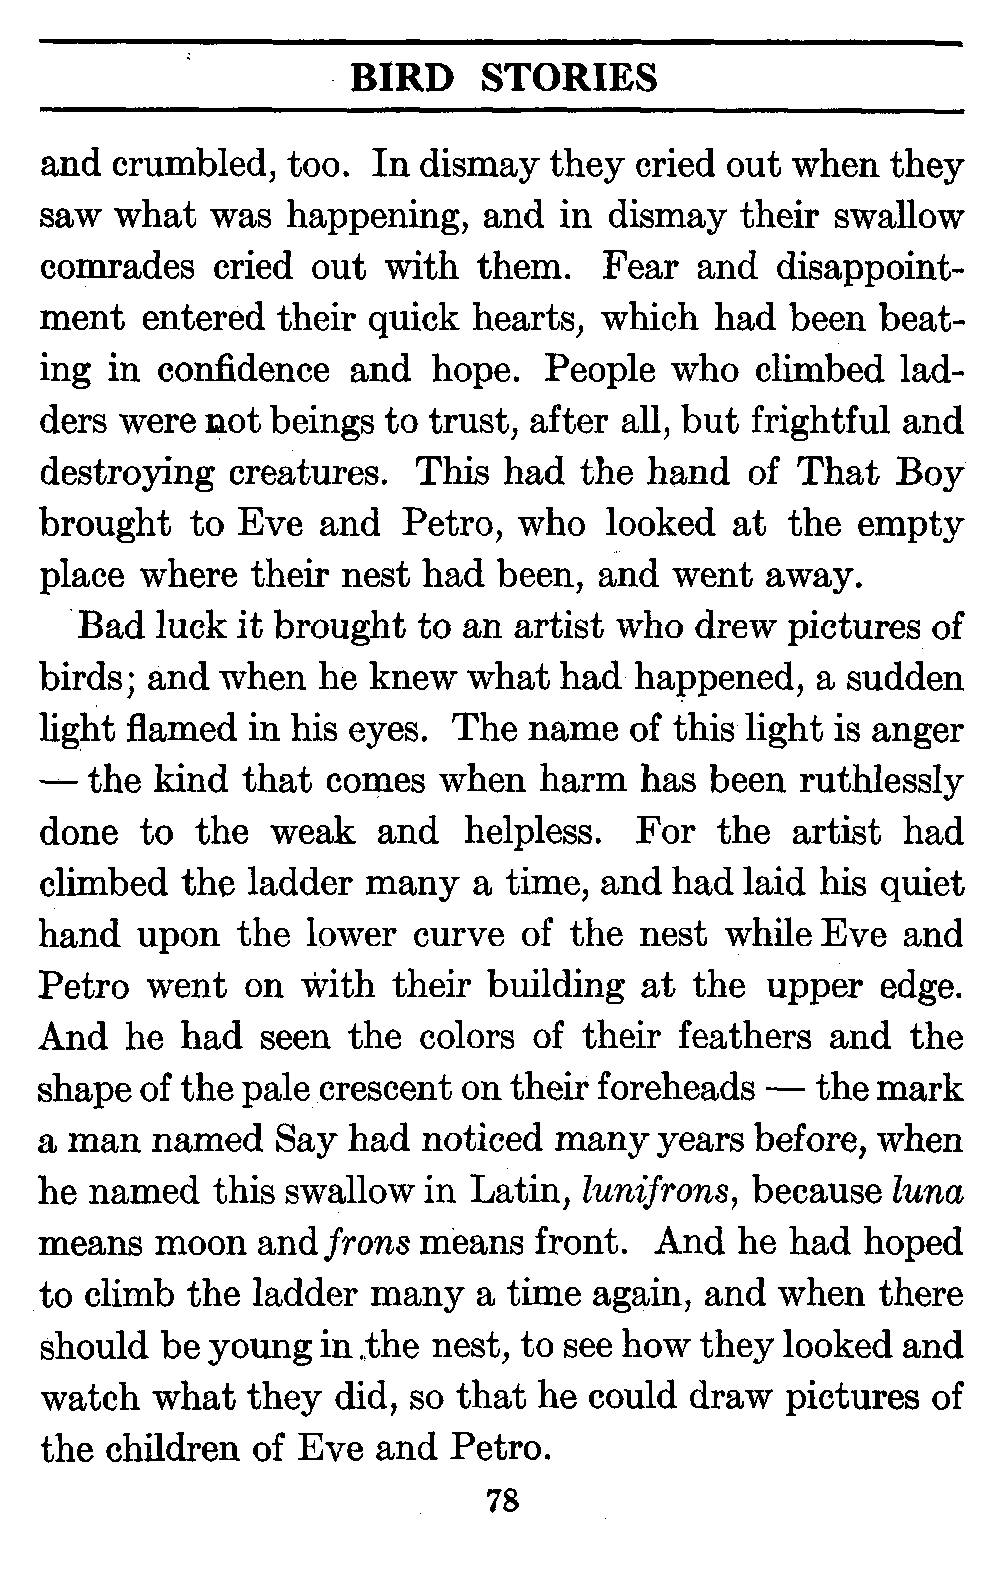 BIRD STORIES
and crumbled, too. In dismay they cried out when they
saw what was happening, and in dismay their swallow
comrades cried out with them. Fear and disappoint-
ment entered their quick hearts, which had been beat-
ing in confidence and hope. People who climbed lad-
ders were not beings to trust, after all, but frightful and
destroying creatures. This had the hand of That Boy
brought to Eve and Petro, who looked at the empty
place where their nest had been, and went away.
Bad luck it brought to an artist who drew pictures of
birds; and when he knew what had happened, a sudden
light flamed in his eyes. The name of this light is anger
— the kind that comes when harm has been ruthlessly
done to the weak and helpless. For the artist had
climbed the ladder many a time, and had laid his quiet
hand upon the lower curve of the nest while Eve and
Petro went on with their building at the upper edge.
And he had seen the colors of their feathers and the
shape of the pale crescent on their foreheads — the mark
a man named Say had noticed many years before, when
he named this swallow in Latin, lunifrons, because luna
means moon and frons means front. And he had hoped
to climb the ladder many a time again, and when there
should be young in the nest, to see how they looked and
watch what they did, so that he could draw pictures of
the children of Eve and Petro.
78